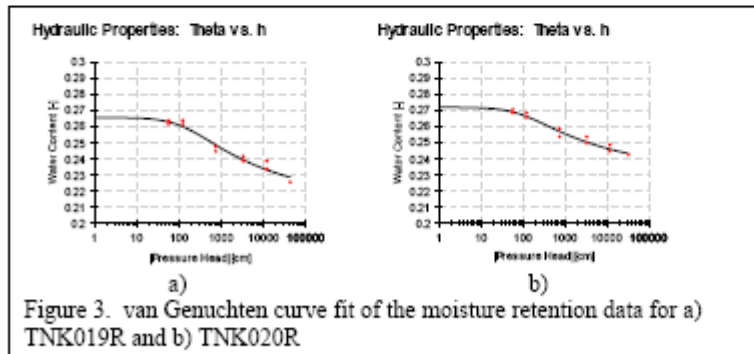 Hydraulic Properties: Theta vs. h
0.3
0.29
0.28
0.27
0.26
0.25
0.24
0.23
0.22
0.21
0.2
Water Content [-]
1 10 100 1000 10000 100000
|Pressure Head|[cm]
a)
Hydraulic Properties: Theta vs. h
0.3
0.29
0.28
0.27
0.26
0.25
0.24
0.23
0.22
0.21
0.2
Water Content [-]
1 10 100 1000 10000 100000
|Pressure Head|[cm]
b)
Figure 3. van Genuchten curve fit of the moisture retention data for a)
TNK019R and b) TNK020R